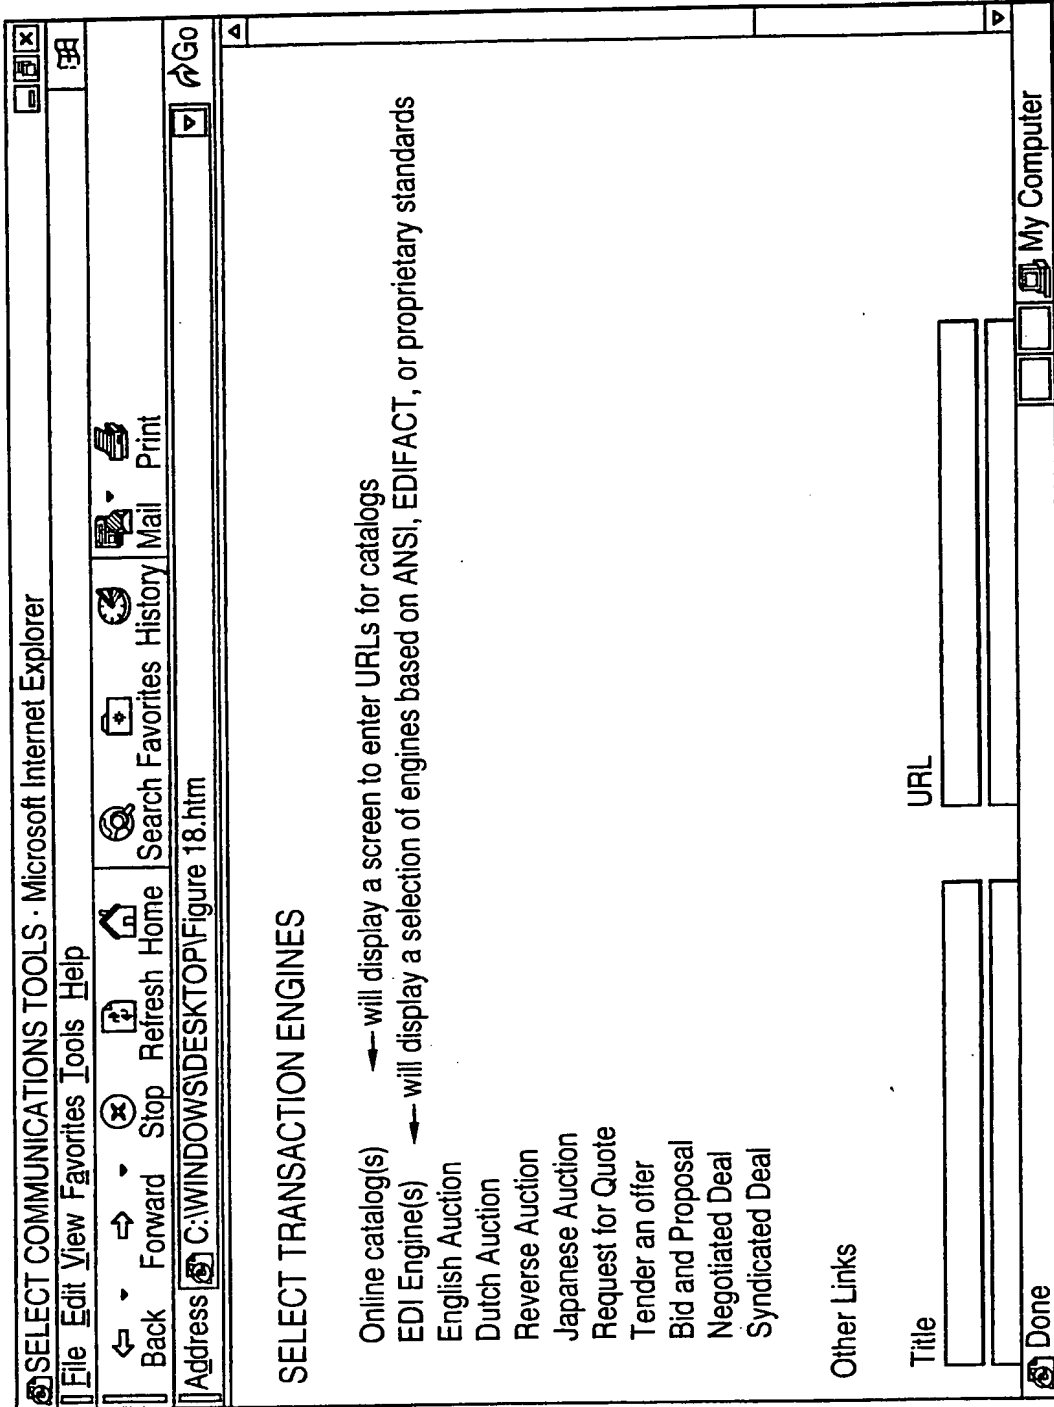 SELECT COMMUNICATIONS TOOLS - Microsoft Internet Explorer
File Edit View Favorites Tools Help
Back Forward Stop Refresh Home Search Favorites History Mail Print
Address C:\WINDOWS\DESKTOP\Figure 18.htm Go
SELECT TRANSACTION ENGINES
Online catalog(s) will display a screen to enter URLs for catalogs
EDI Engine(s) will display a selection of engines based on ANSI, EDIFACT, or proprietary standards
English Auction
Dutch Auction
Reverse Auction
Japanese Auction
Request for Quote
Tender an offer
Bid and Proposal
Negotiated Deal
Syndicated Deal
Other Links
Title URL
Done My Computer